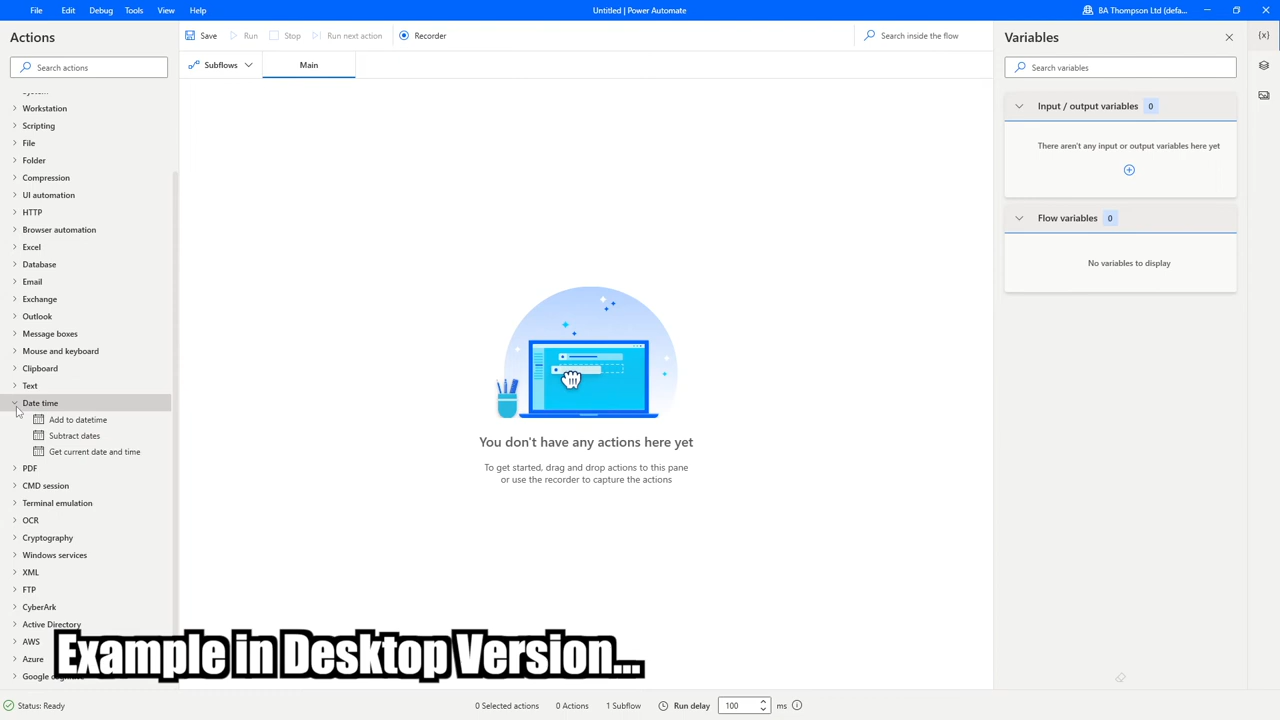 File Edit Debug Tools View Help
Untitled | Power Automate
BA Thompson Ltd (defa...
Actions
Search actions
Save
Run
Stop
Run next action
Recorder
Search inside the flow
Subflows
Main
System
Workstation
Scripting
File
Folder
Compression
UI automation
HTTP
Browser automation
Excel
Database
Email
Exchange
Outlook
Message boxes
Mouse and keyboard
Clipboard
Text
Date time
Add to datetime
Subtract dates
Get current date and time
PDF
CMD session
Terminal emulation
OCR
Cryptography
Windows services
XML
FTP
CyberArk
Active Directory
AWS
Azure
You don't have any actions here yet
To get started, drag and drop actions to this pane
or use the recorder to capture the actions
Variables
{x}
Search variables
Input / output variables 0
There aren't any input or output variables here yet
Flow variables 0
No variables to display
Example in Desktop Version...
Google
Status: Ready
0 Selected actions
0 Actions
1 Subflow
Run delay
100
ms